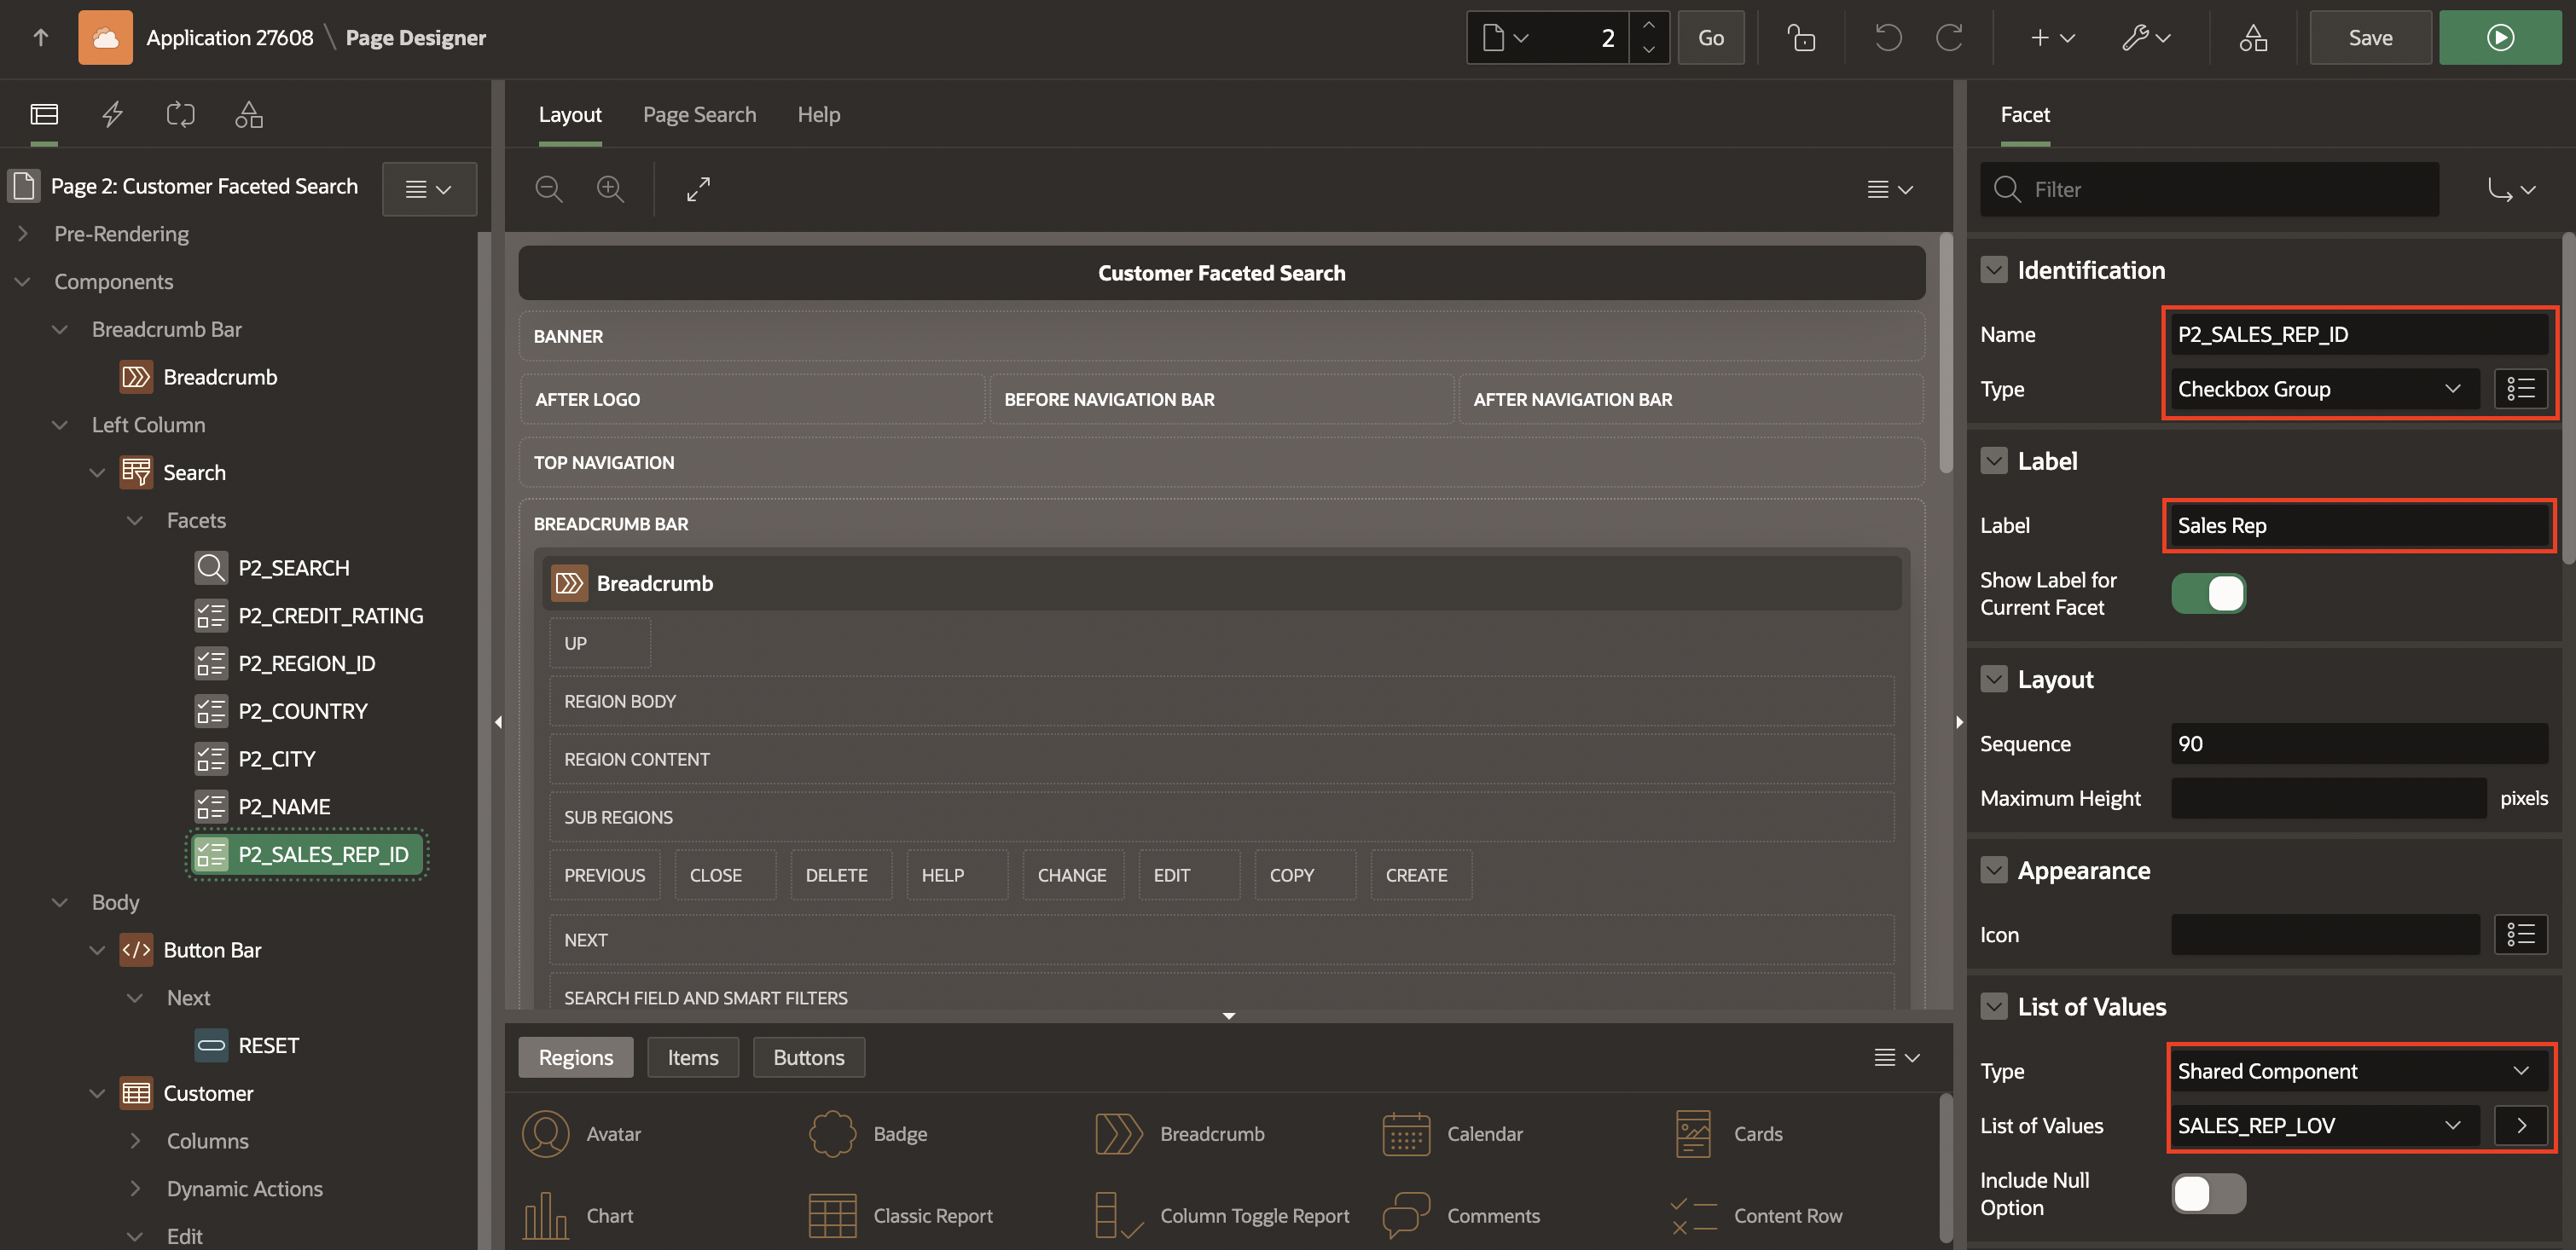 Application 27608 \ Page Designer
2
Go
Save
Page 2: Customer Faceted Search
Pre-Rendering
Components
Breadcrumb Bar
Breadcrumb
Left Column
Search
Facets
P2_SEARCH
P2_CREDIT_RATING
P2_REGION_ID
P2_COUNTRY
P2_CITY
P2_NAME
P2_SALES_REP_ID
Body
Button Bar
Next
RESET
Customer
Columns
Dynamic Actions
Edit
Layout Page Search Help
Customer Faceted Search
BANNER
AFTER LOGO BEFORE NAVIGATION BAR AFTER NAVIGATION BAR
TOP NAVIGATION
BREADCRUMB BAR
Breadcrumb
UP
REGION BODY
REGION CONTENT
SUB REGIONS
PREVIOUS CLOSE DELETE HELP CHANGE EDIT COPY CREATE
NEXT
SEARCH FIELD AND SMART FILTERS
Regions Items Buttons
Avatar Badge Breadcrumb Calendar Cards
Chart Classic Report Column Toggle Report Comments Content Row
Facet
Filter
Identification
Name P2_SALES_REP_ID
Type Checkbox Group
Label
Label Sales Rep
Show Label for
Current Facet
Layout
Sequence 90
Maximum Height pixels
Appearance
Icon
List of Values
Type Shared Component
List of Values SALES_REP_LOV
Include Null
Option